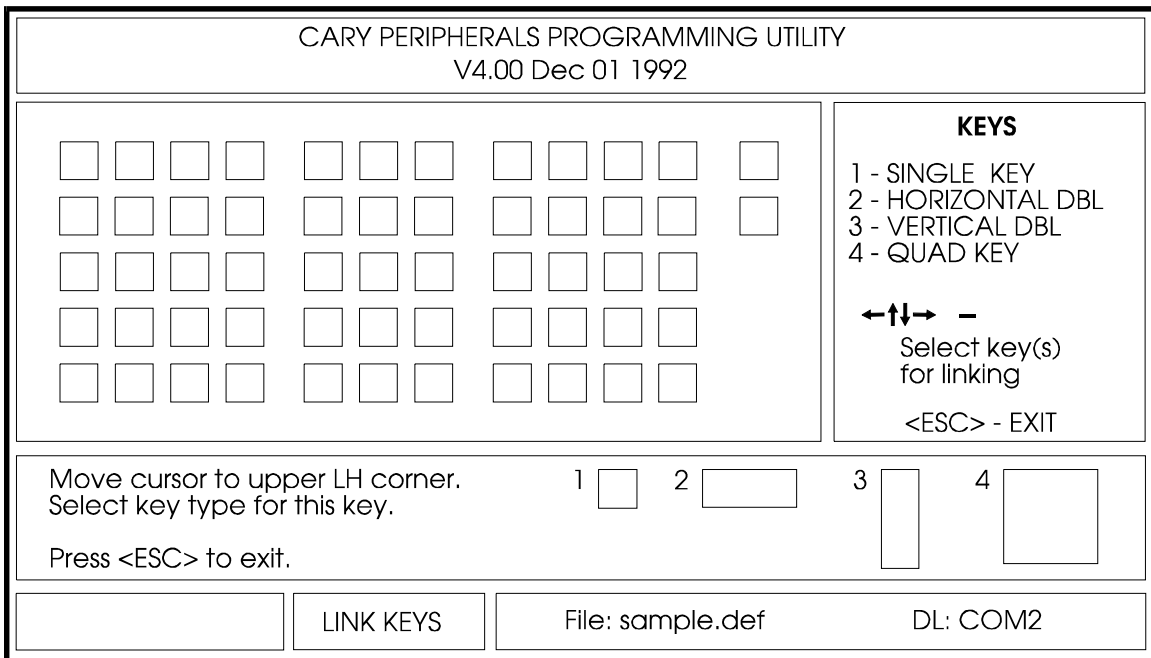 CARY PERIPHERALS PROGRAMMING UTILITY
V4.00 Dec 01 1992
KEYS
1 - SINGLE KEY
2 - HORIZONTAL DBL
3 - VERTICAL DBL
4 - QUAD KEY
←↑↓→ –
Select key(s)
for linking
<ESC> - EXIT
Move cursor to upper LH corner.
Select key type for this key.
Press <ESC> to exit.
1 2 3 4
LINK KEYS
File: sample.def DL: COM2